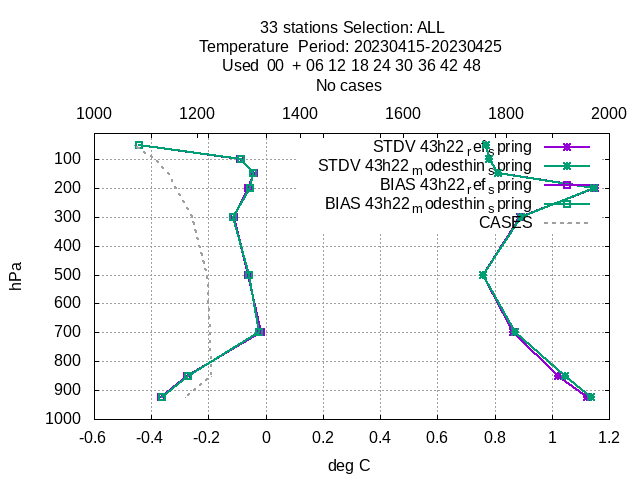 33 stations Selection: ALL
Temperature Period: 20230415-20230425
Used 00 + 06 12 18 24 30 36 42 48
No cases
1000 1200 1400 1600 1800 2000
STDV 43h22_ref_spring
100 STDV 43h22_modesthin_spring
200 BIAS 43h22_ref_spring
BIAS 43h22_modesthin_spring
300 CASES
400
hPa
500
600
700
800
900
1000
-0.6 -0.4 -0.2 0 0.2 0.4 0.6 0.8 1 1.2
deg C